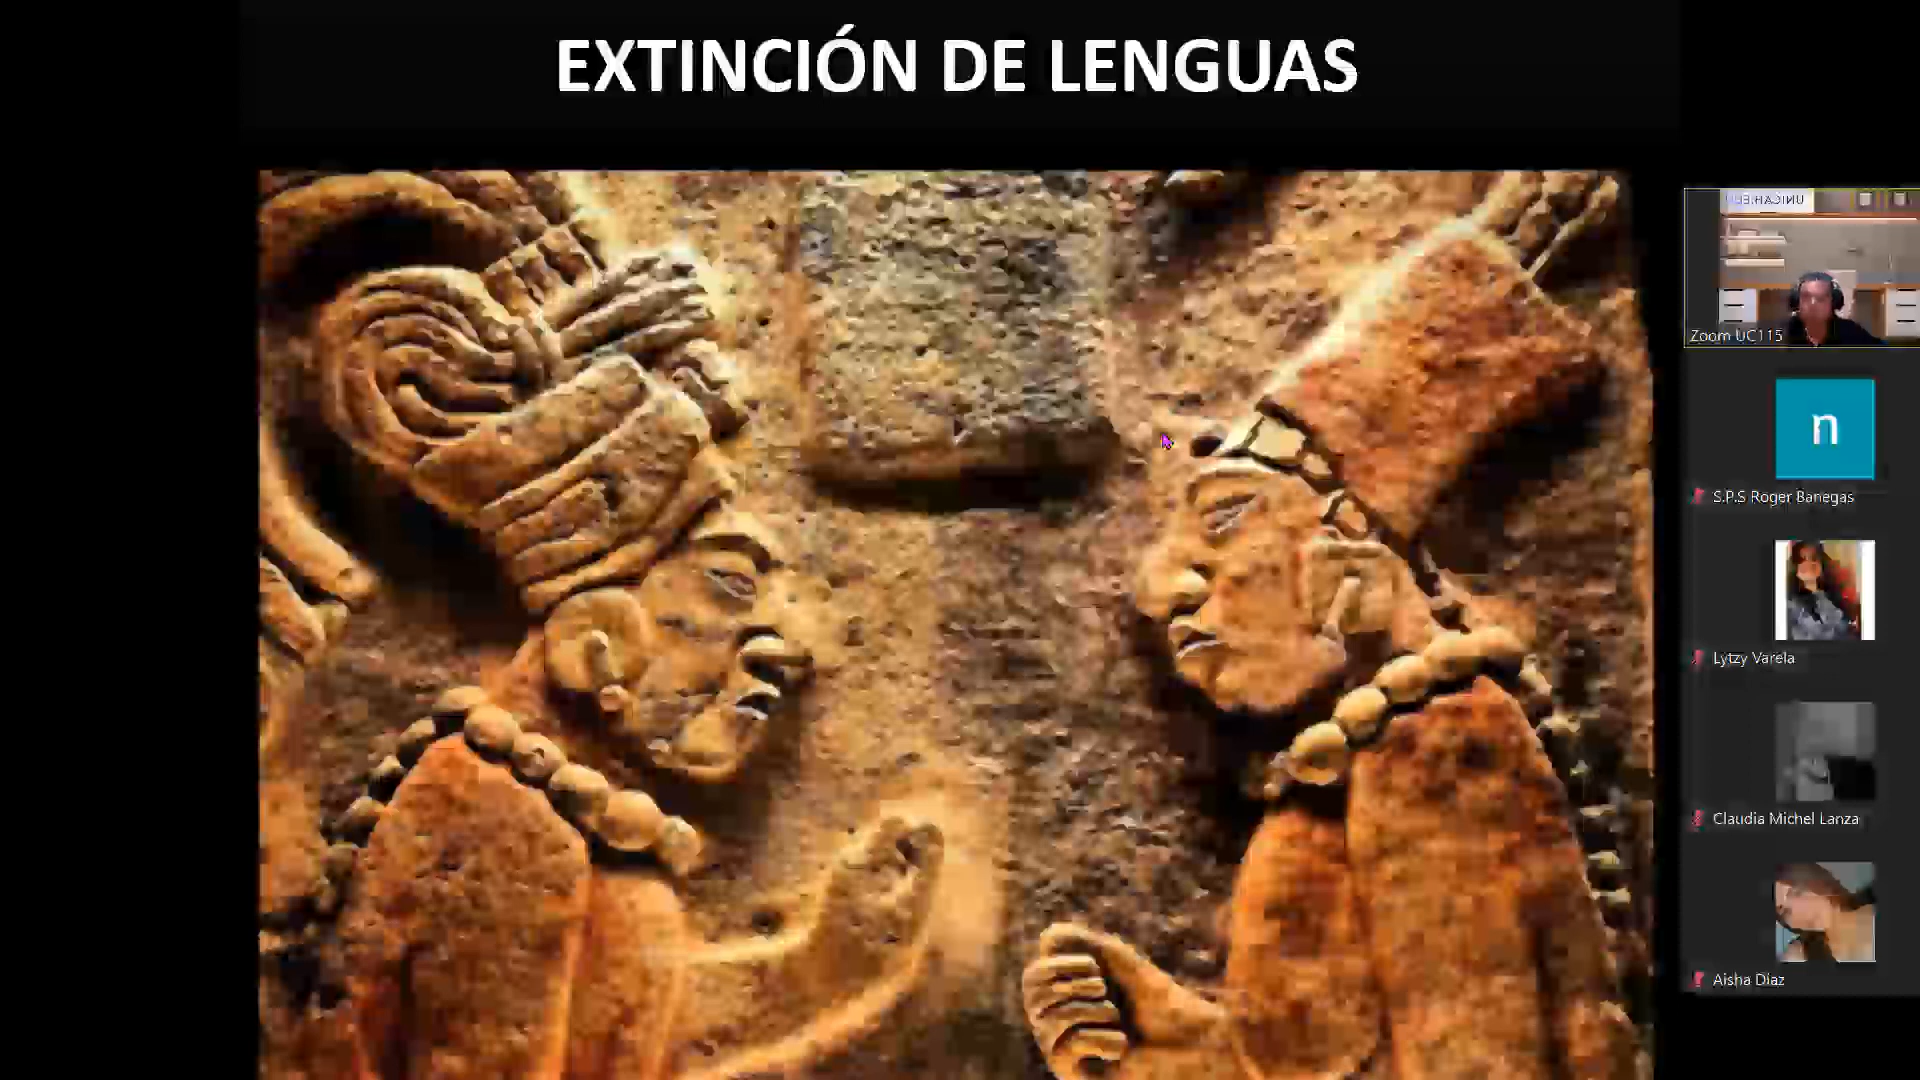 EXTINCIÓN DE LENGUAS
Zoom UC115
n
S.P.S Roger Banegas
Lytzy Varela
Claudia Michel Lanza
Aisha Diaz